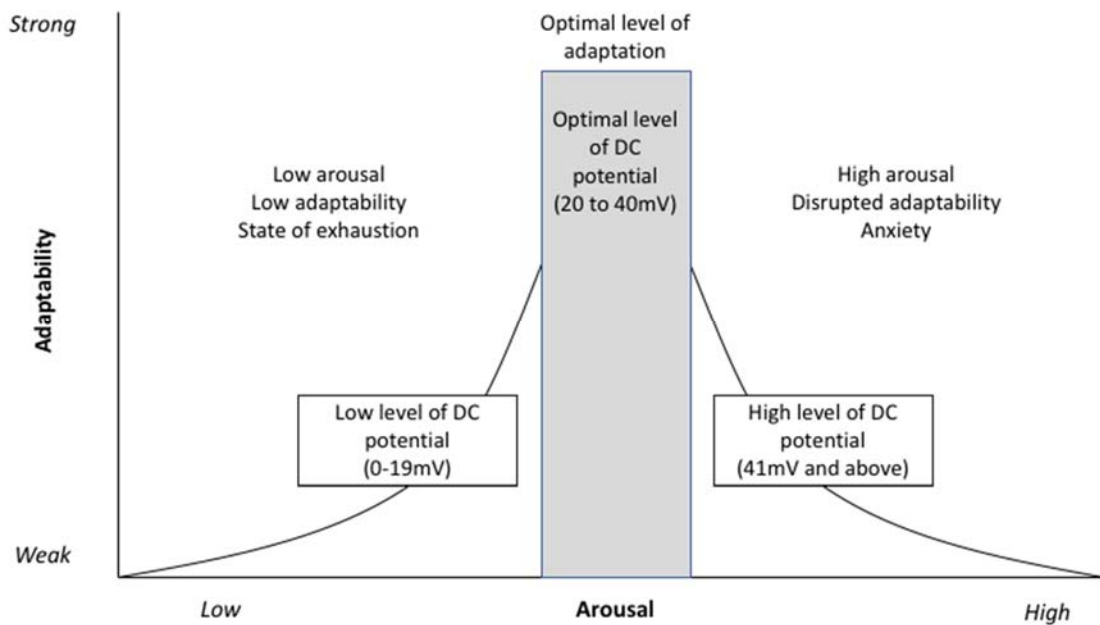 Strong
Optimal level of
adaptation
Optimal level
of DC
potential
(20 to 40mV)
Low arousal
Low adaptability
State of exhaustion
High arousal
Disrupted adaptability
Anxiety
Adaptability
Low level of DC
potential
(0-19mV)
High level of DC
potential
(41mV and above)
Weak
Low
Arousal
High